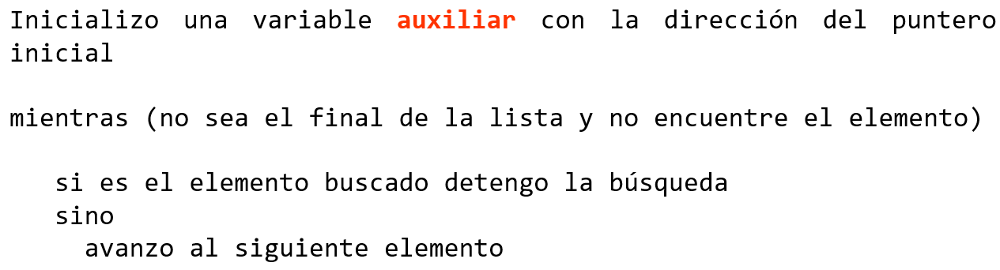 Inicializo una variable auxiliar con la dirección del puntero
inicial
mientras (no sea el final de la lista y no encuentre el elemento)
si es el elemento buscado detengo la búsqueda
sino
avanzo al siguiente elemento